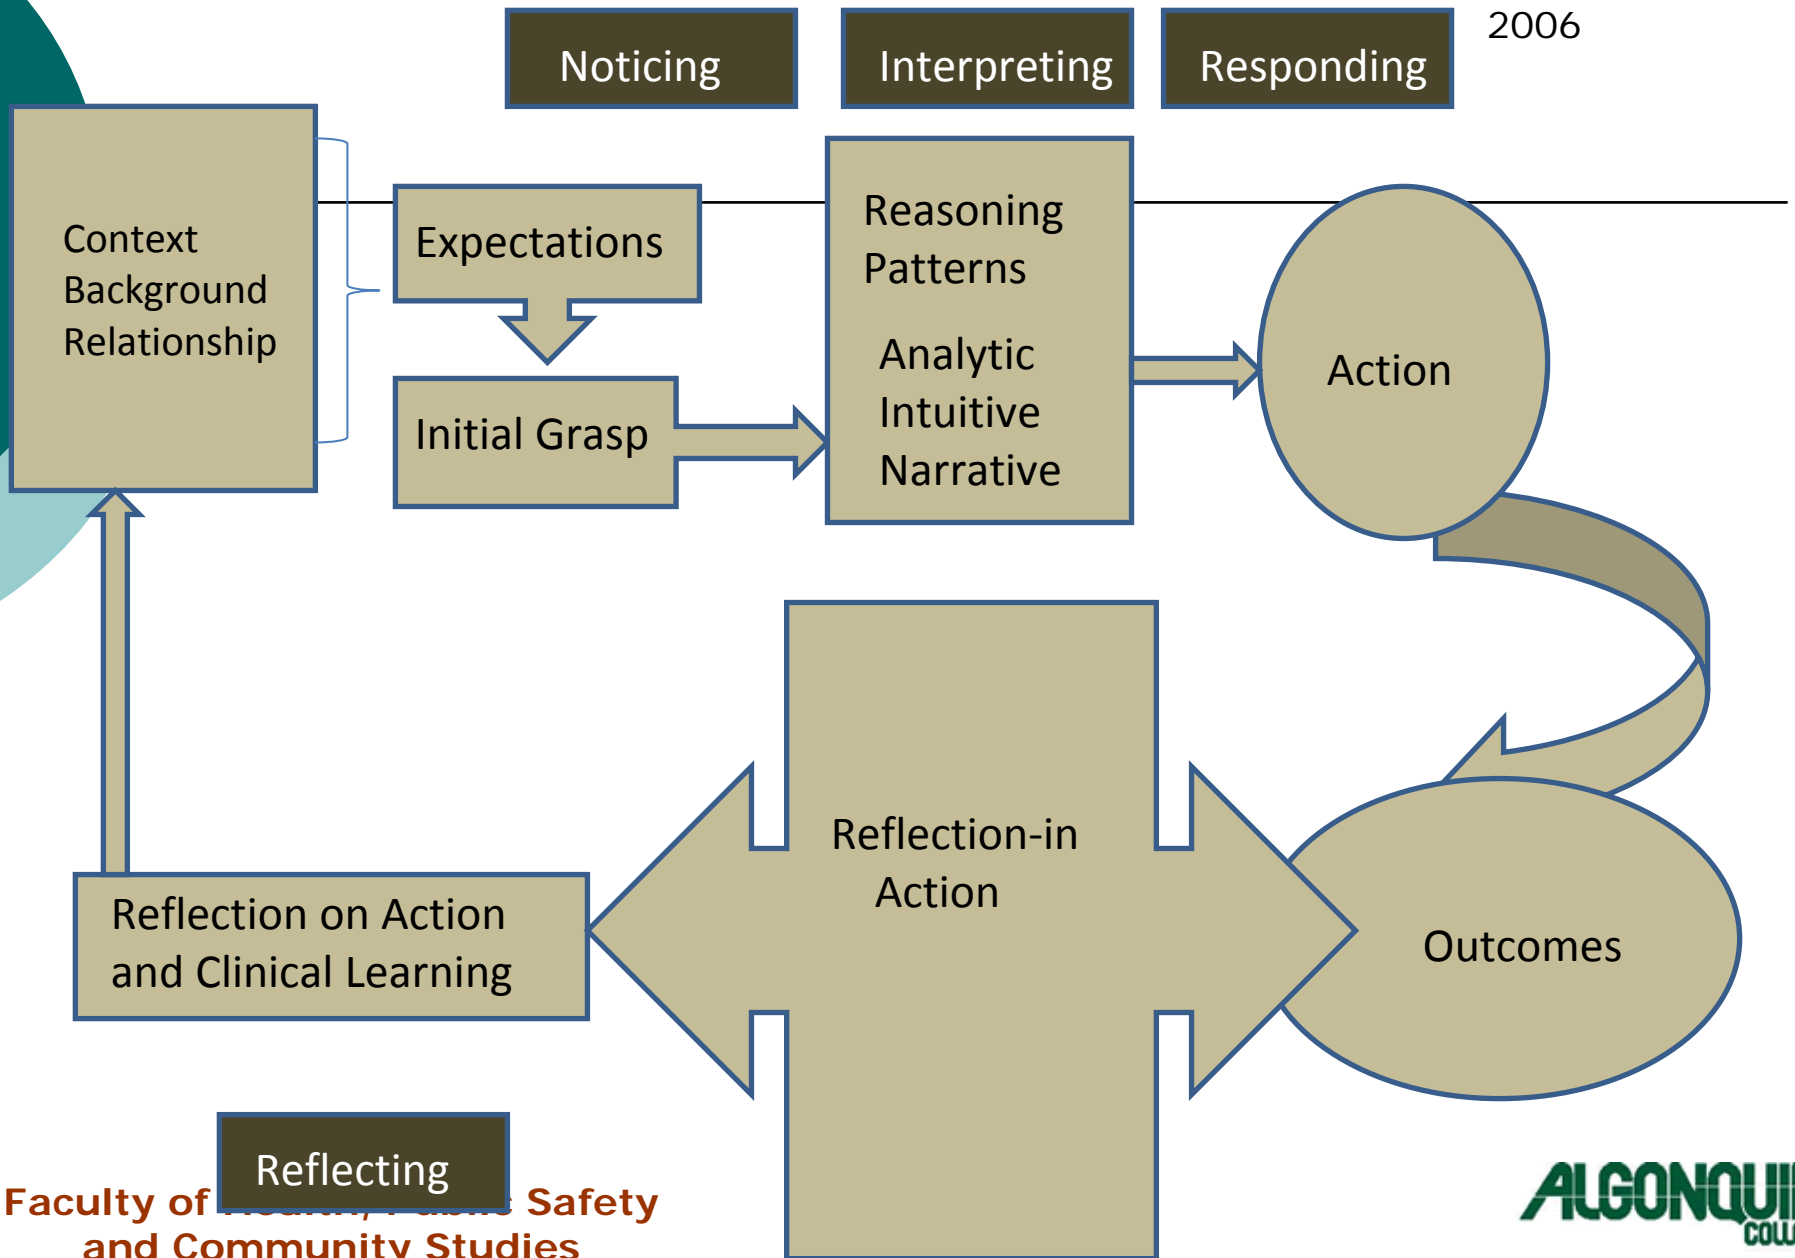 2006
Noticing
Interpreting
Responding
Context
Background
Relationship
Expectations
Initial Grasp
Reasoning
Patterns
Analytic
Intuitive
Narrative
Action
Reflection-in
Action
Outcomes
Reflection on Action
and Clinical Learning
Reflecting
Faculty of Safety
and Community Studies